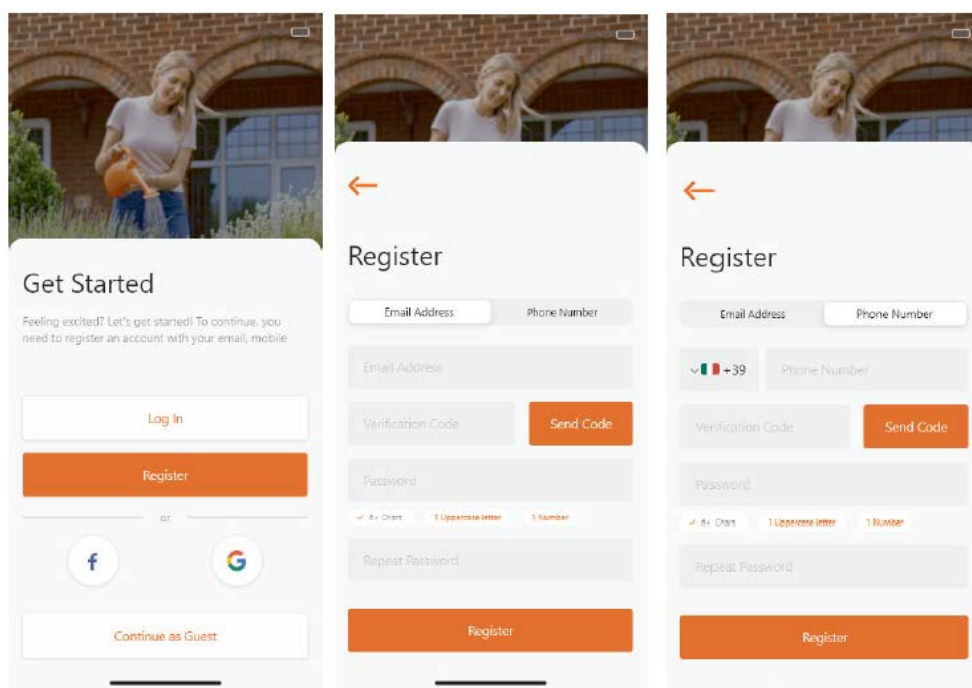 Get Started
Feeling excited? Let's get started! To continue, you
need to register an account with your email, mobile
Log In
Register
or
f
G
Continue as Guest
Register
Email Address
Phone Number
Email Address
Verification Code
Send Code
Password
6+ Chars
1 Uppercase letter
1 Number
Repeat Password
Register
Register
Email Address
Phone Number
+39
Phone Number
Verification Code
Send Code
Password
6+ Chars
1 Uppercase letter
1 Number
Repeat Password
Register